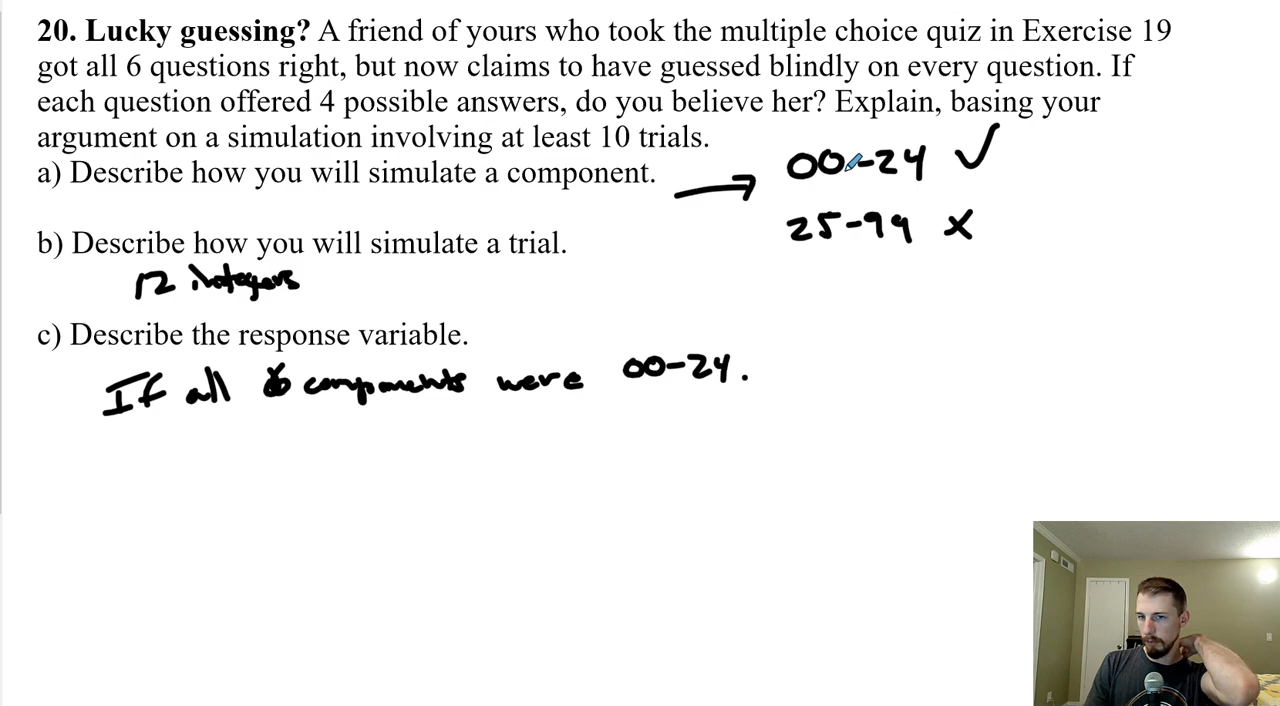 20. Lucky guessing? A friend of yours who took the multiple choice quiz in Exercise 19
got all 6 questions right, but now claims to have guessed blindly on every question. If
each question offered 4 possible answers, do you believe her? Explain, basing your
argument on a simulation involving at least 10 trials.
a) Describe how you will simulate a component.
→ 00-24 ✓
25-99 X
b) Describe how you will simulate a trial.
12 integers
c) Describe the response variable.
If all 6 components were 00-24.